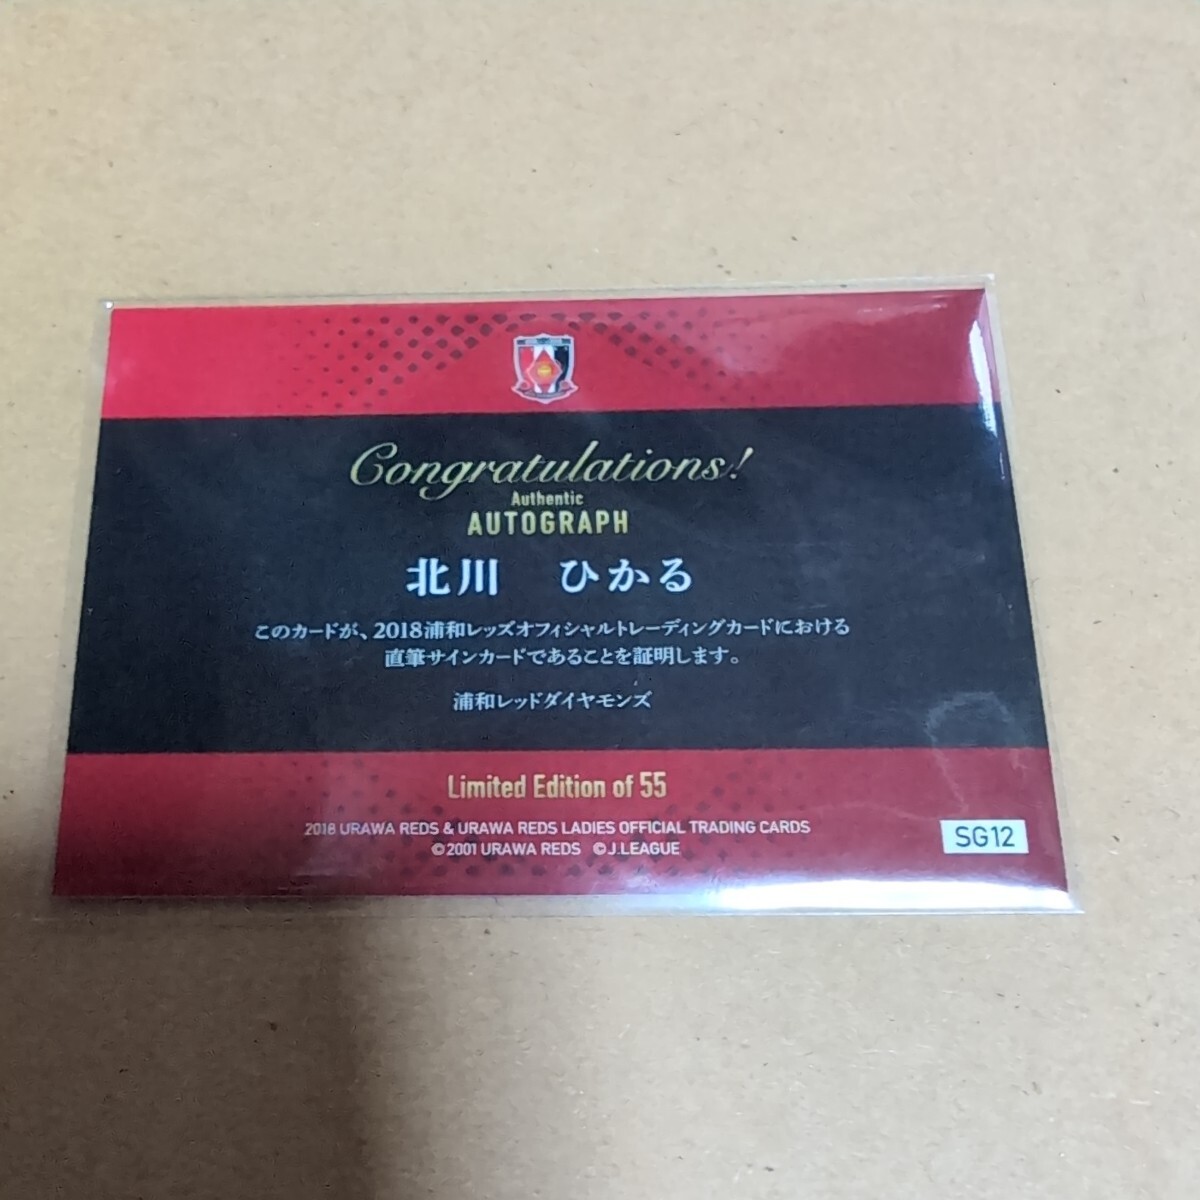 Congratulations!
Authentic
AUTOGRAPH
北川　ひかる
このカードが、2018浦和レッズオフィシャルトレーディングカードにおける
直筆サインカードであることを証明します。
浦和レッドダイヤモンズ
Limited Edition of 55
2018 URAWA REDS & URAWA REDS LADIES OFFICIAL TRADING CARDS
©2001 URAWA REDS ©J.LEAGUE
SG12